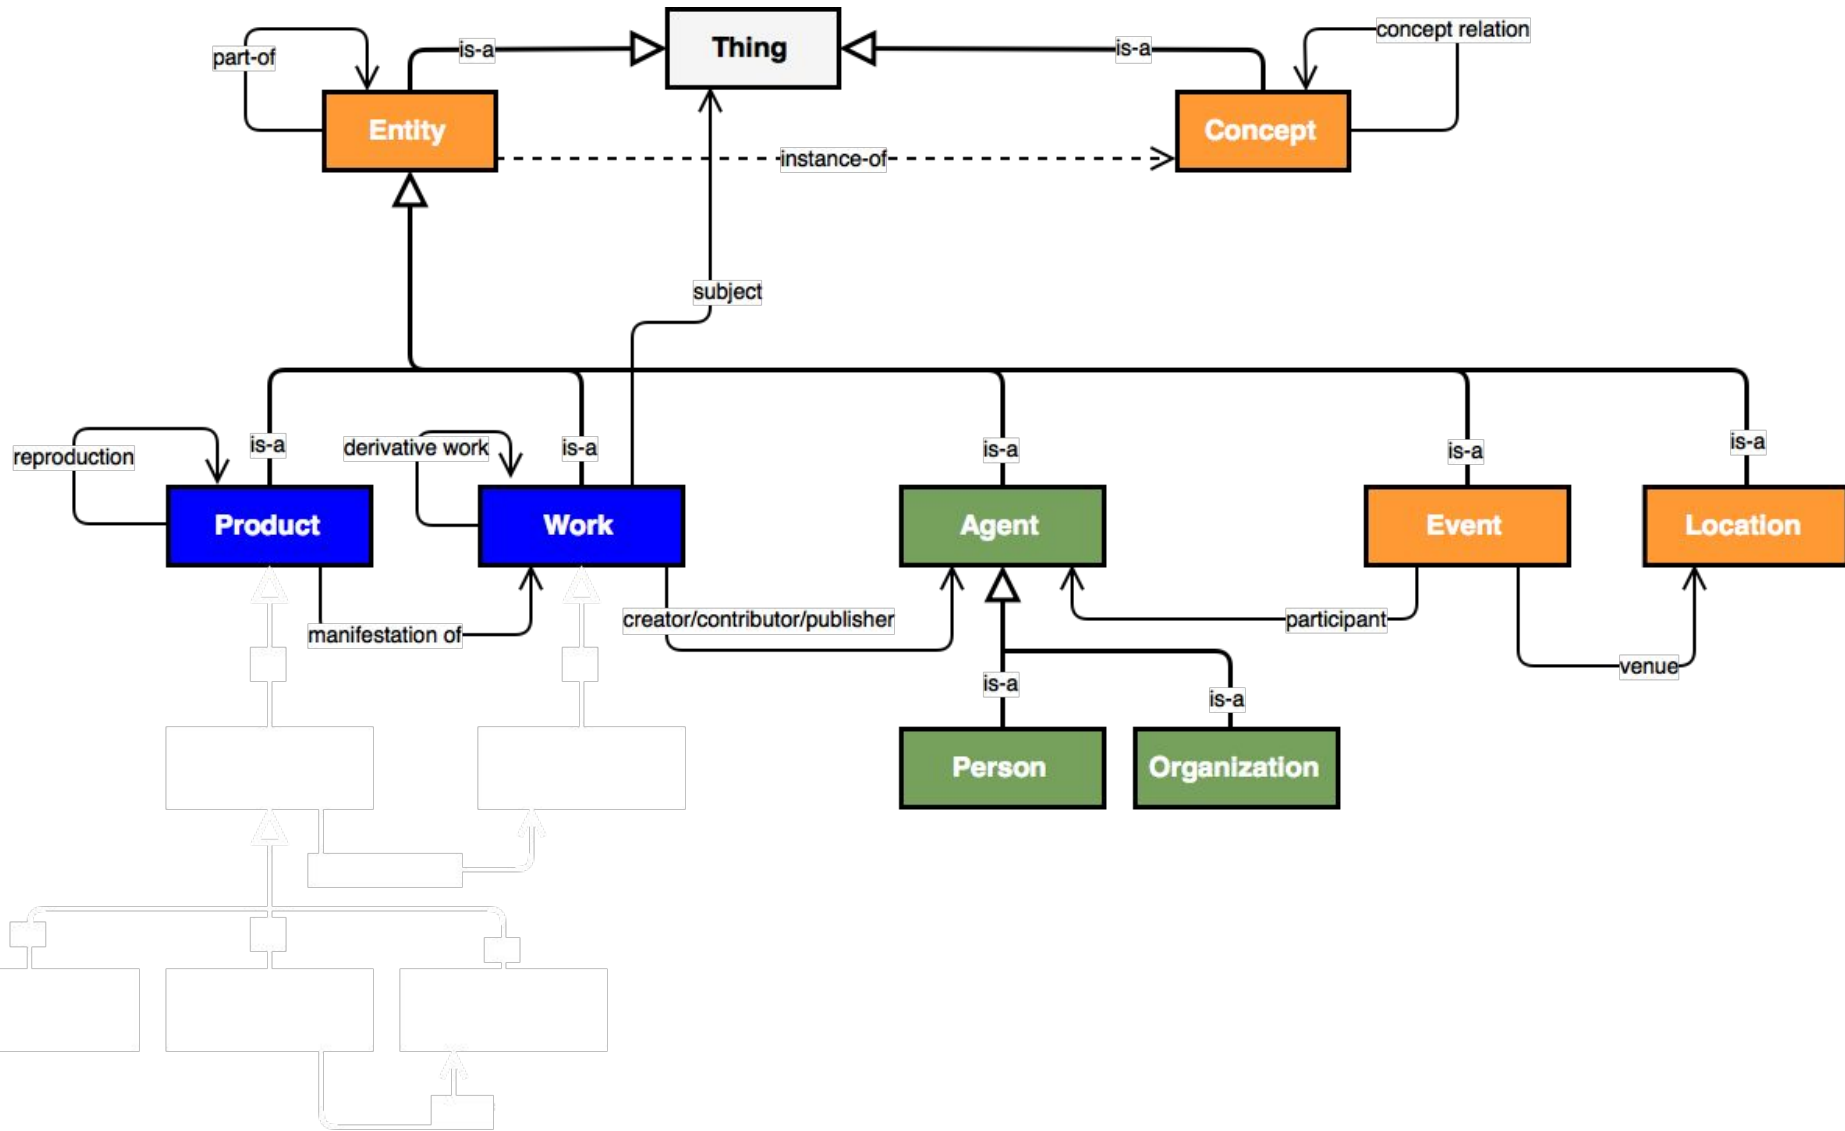 concept relation
Thing
part-of
is-a
is-a
Entity
Concept
instance-of
subject
reproduction
is-a
derivative work
is-a
is-a
is-a
is-a
Product
Work
Agent
Event
Location
manifestation of
creator/contributor/publisher
participant
venue
is-a
is-a
Person
Organization